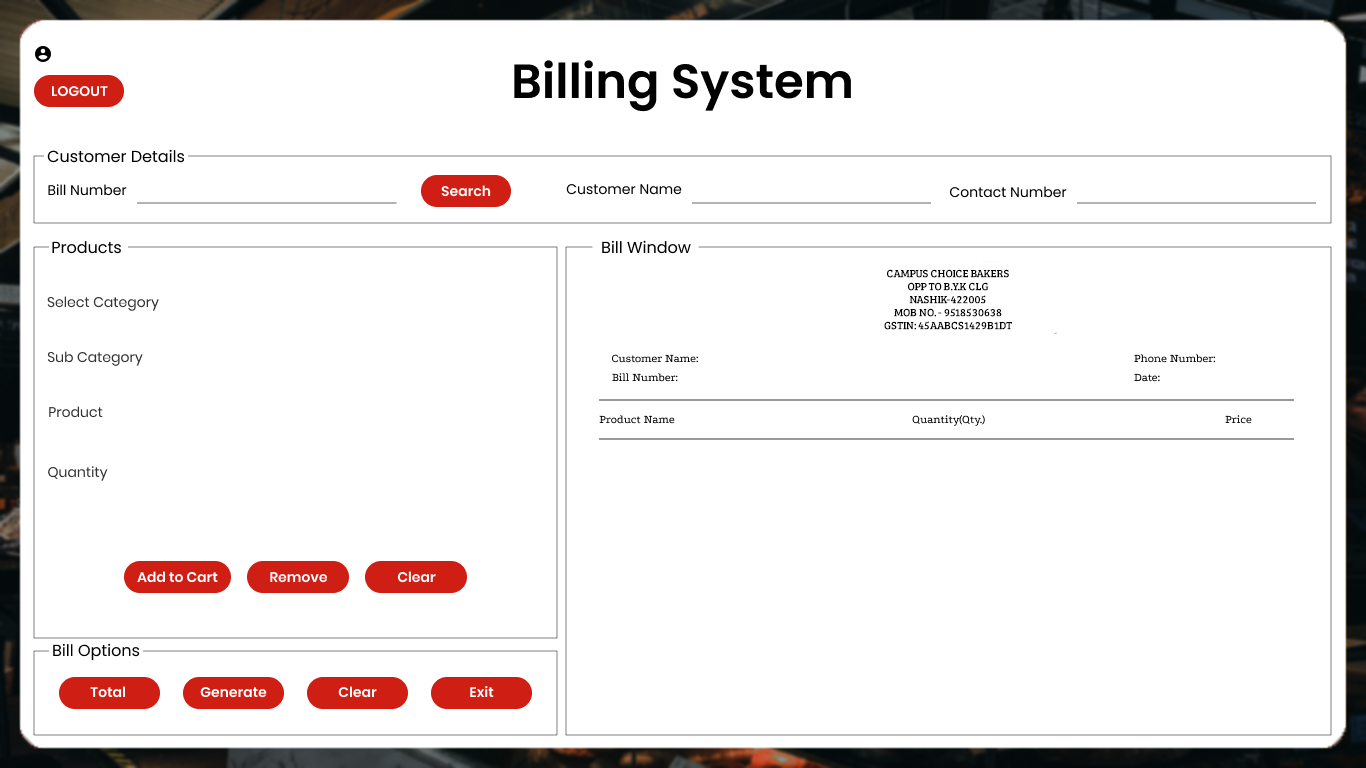 LOGOUT
Billing System
Customer Details
Bill Number
Search
Customer Name
Contact Number
Products
Select Category
Sub Category
Product
Quantity
Add to Cart
Remove
Clear
Bill Options
Total
Generate
Clear
Exit
Bill Window
CAMPUS CHOICE BAKERS
OPP TO B.Y.K CLG
NASHIK-422005
MOB NO. - 9518530638
GSTIN: 45AABCS1429B1DT
Customer Name:
Phone Number:
Bill Number:
Date:
Product Name
Quantity(Qty.)
Price